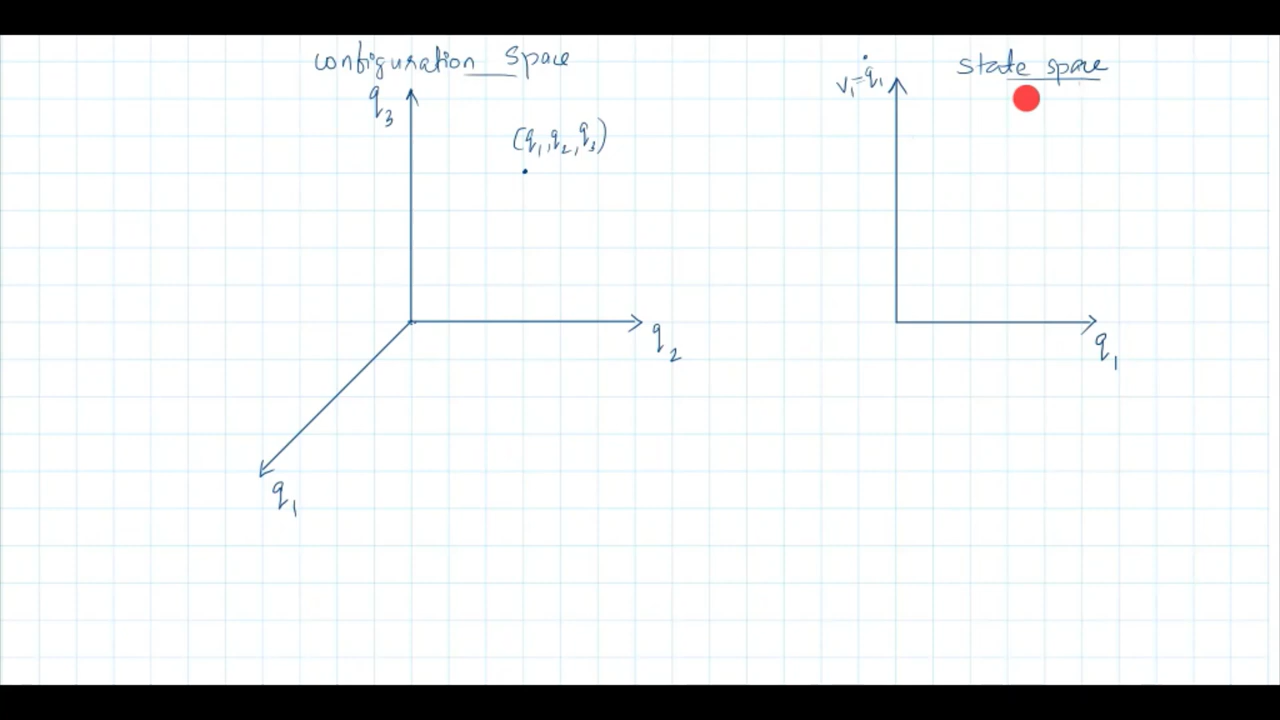 configuration space
q₃
(q₁, q₂, q₃)
q₂
q₁
state space
v₁ = q̇₁
q₁